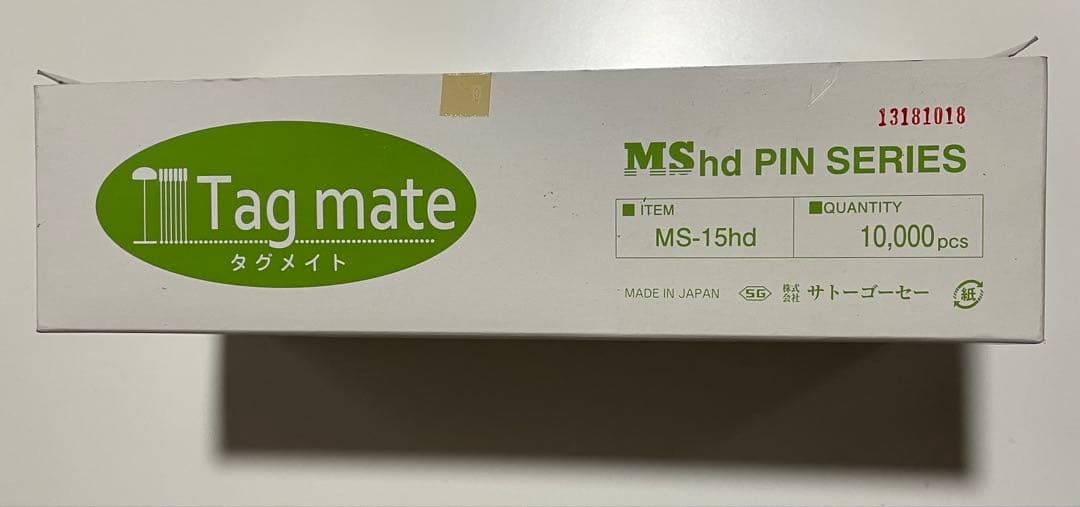 13181018
Tag mate
タグメイト
MShd PIN SERIES
ITEM
MS-15hd
QUANTITY
10,000pcs
MADE IN JAPAN SG 株式会社 サトーゴーセー 紙